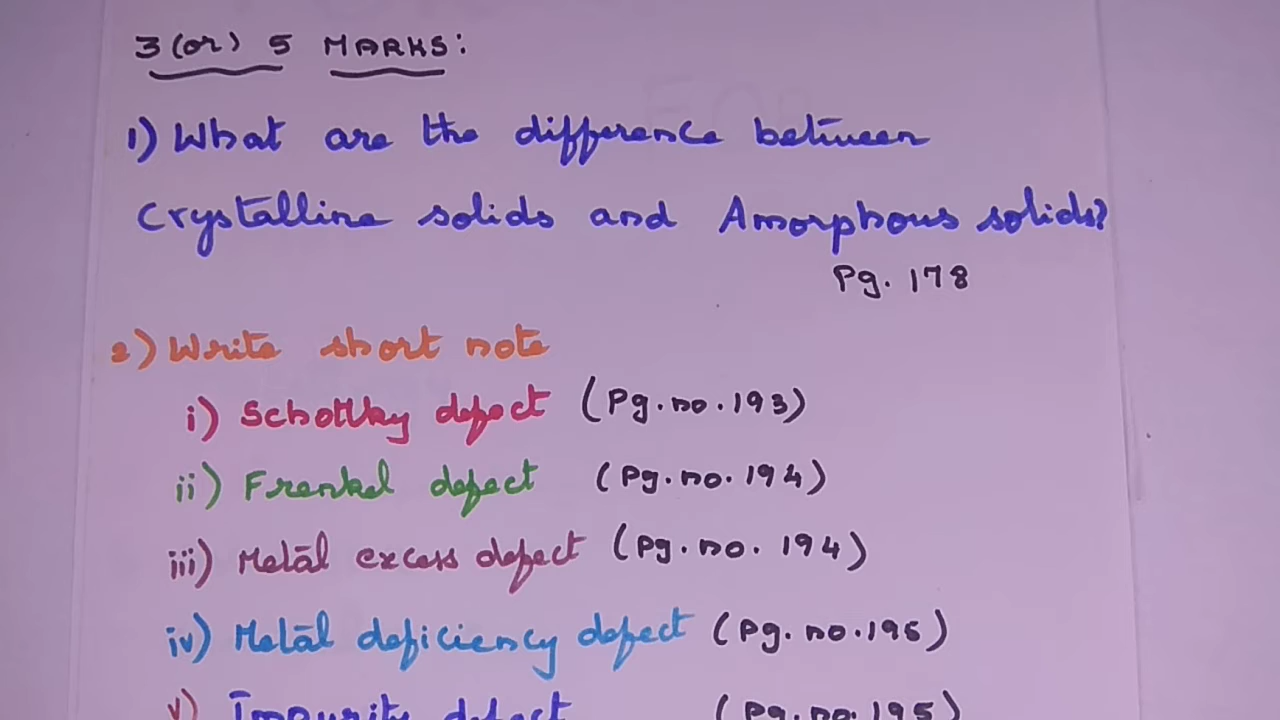 3 (or) 5 MARKS:
1) What are the difference between
Crystalline solids and Amorphous solids?
Pg. 178
2) Write short note
i) Schottky defect (Pg. no. 193)
ii) Frenkel defect (Pg. no. 194)
iii) Metal excess defect (Pg. no. 194)
iv) Metal deficiency defect (Pg. no. 195)
v) Impurity defect (Pg. no. 195)